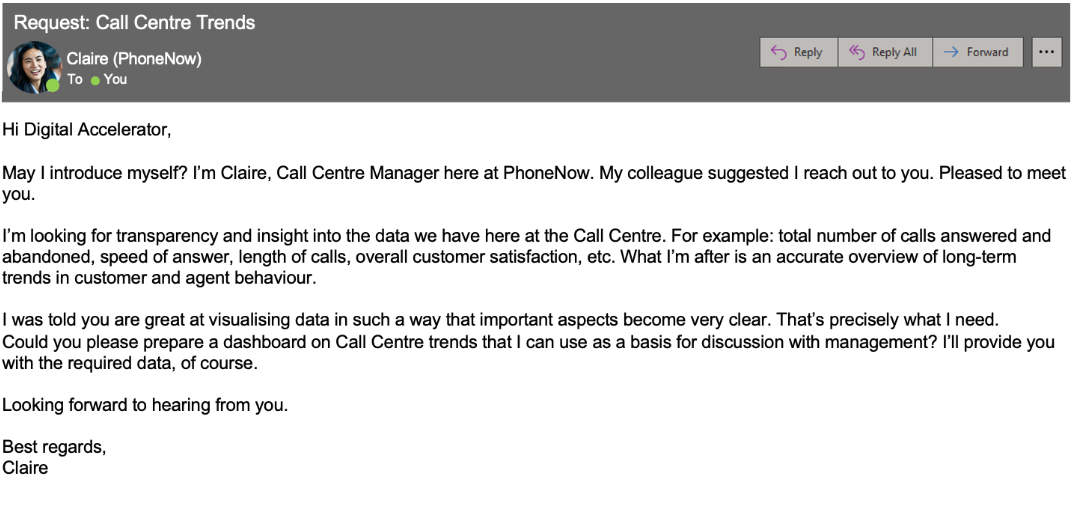 Request: Call Centre Trends
Claire (PhoneNow)
To You
Reply
Reply All
Forward
Hi Digital Accelerator,
May I introduce myself? I'm Claire, Call Centre Manager here at PhoneNow. My colleague suggested I reach out to you. Pleased to meet
you.
I'm looking for transparency and insight into the data we have here at the Call Centre. For example: total number of calls answered and
abandoned, speed of answer, length of calls, overall customer satisfaction, etc. What I'm after is an accurate overview of long-term
trends in customer and agent behaviour.
I was told you are great at visualising data in such a way that important aspects become very clear. That's precisely what I need.
Could you please prepare a dashboard on Call Centre trends that I can use as a basis for discussion with management? I'll provide you
with the required data, of course.
Looking forward to hearing from you.
Best regards,
Claire